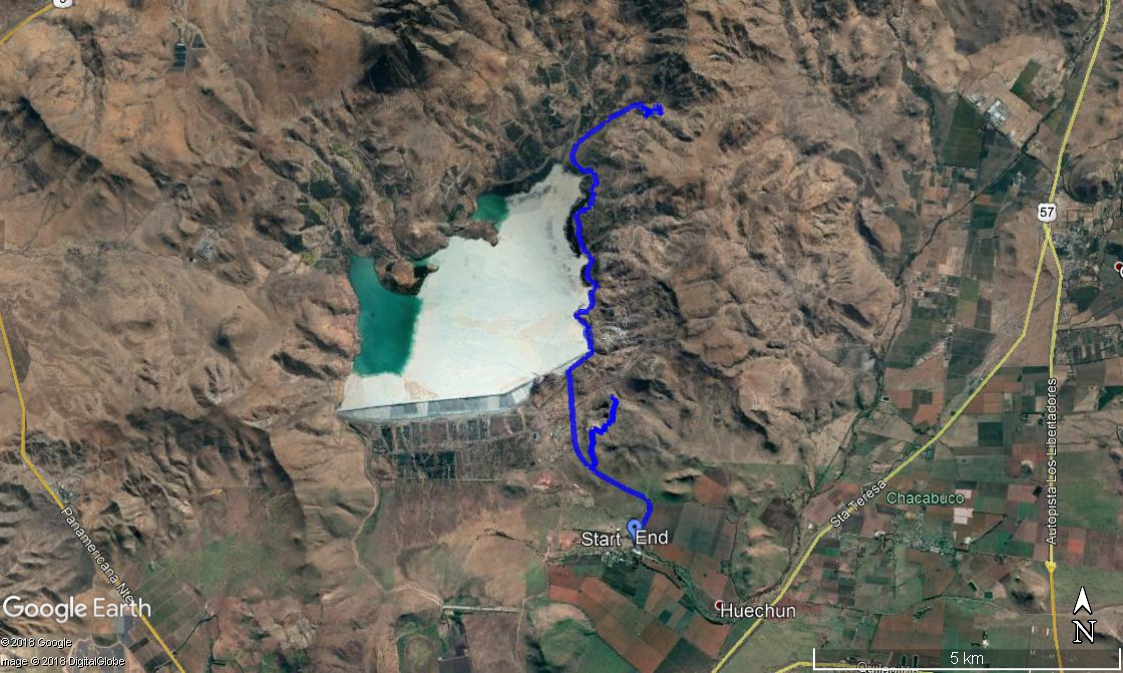 57
Autopista Los Libertadores
Chacabuco
Sta Teresa
Panamericana Nte
Start End
Huechun
Google Earth
N
© 2018 Google
Image © 2018 DigitalGlobe
5 km